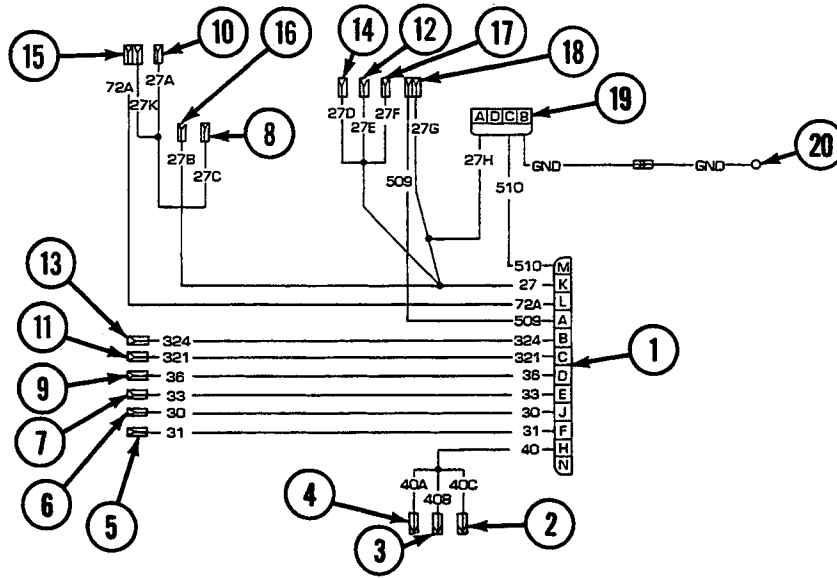 15
10
16
14
12
17
18
19
20
8
72A
27A
27K
27B
27C
27D
27E
27F
27G
509
27H
510
A D C B
GND
GND
13
11
9
7
6
5
324
321
36
33
30
31
510 M
27 K
72A L
509 A
324 B
321 C
36 D
33 E
30 J
31 F
40 H
N
1
40A
40B
40C
4
3
2